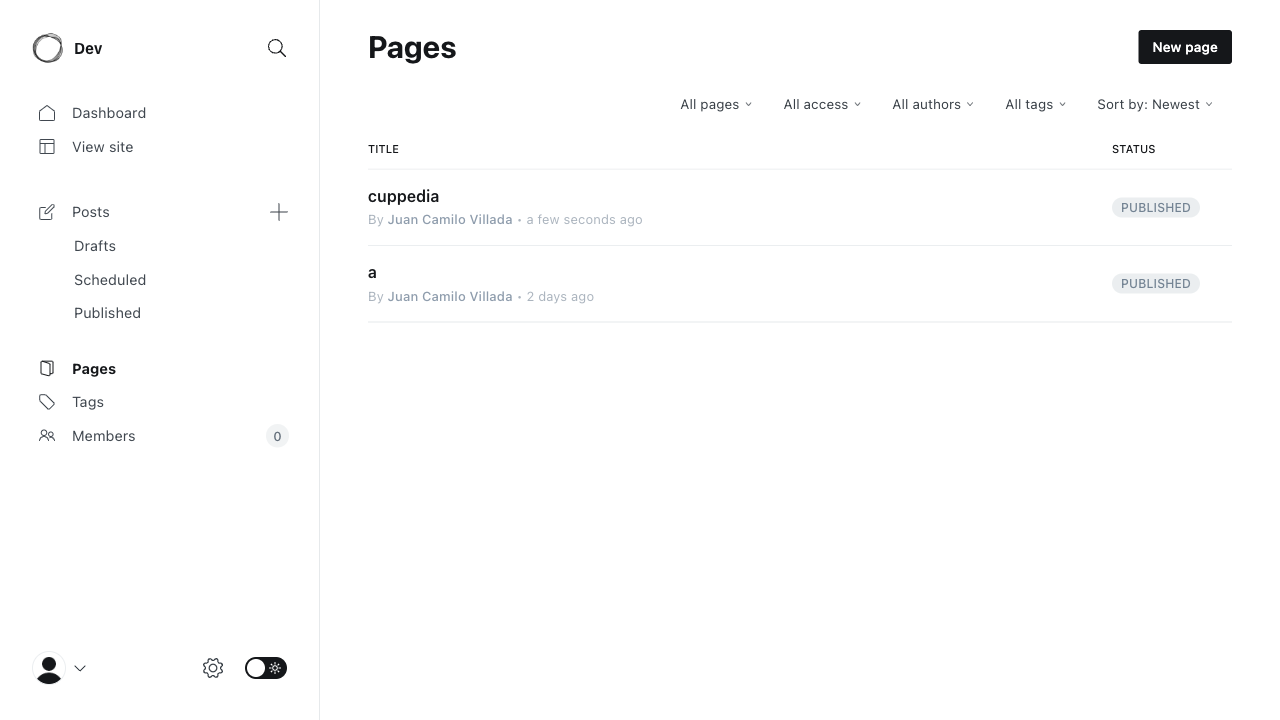 Dev
Dashboard
View site
Posts
Drafts
Scheduled
Published
Pages
Tags
Members 0
Pages
New page
All pages All access All authors All tags Sort by: Newest
TITLE STATUS
cuppedia
By Juan Camilo Villada • a few seconds ago
PUBLISHED
a
By Juan Camilo Villada • 2 days ago
PUBLISHED